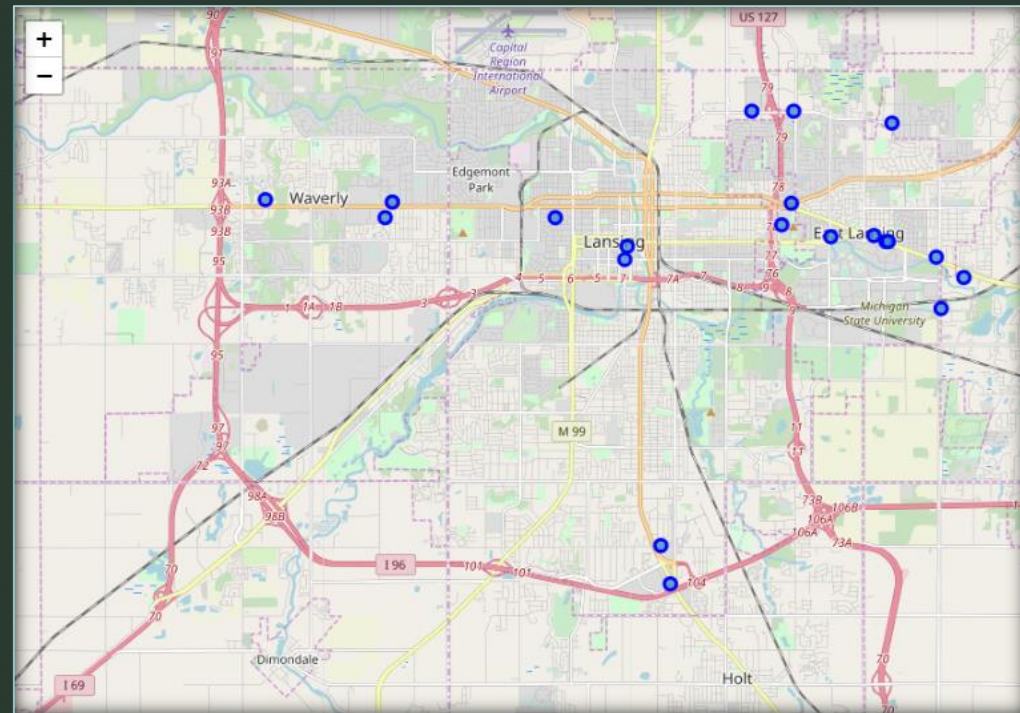 +
−
90
91
US 127
Capital
Region
International
Airport
79
79
Edgemont
Park
93A
Waverly
93B
93B
78
East Lansing
Lansing
77
76
95
4
5
6
5
7
7A
7
8
9
8
9
1
1A
1B
3
3
Michigan
State University
95
97
97
72
M 99
11
13
98A
98B
73B
106B
106A
106A
73A
I 96
101
101
104
70
70
Dimondale
Holt
70
70
I 69